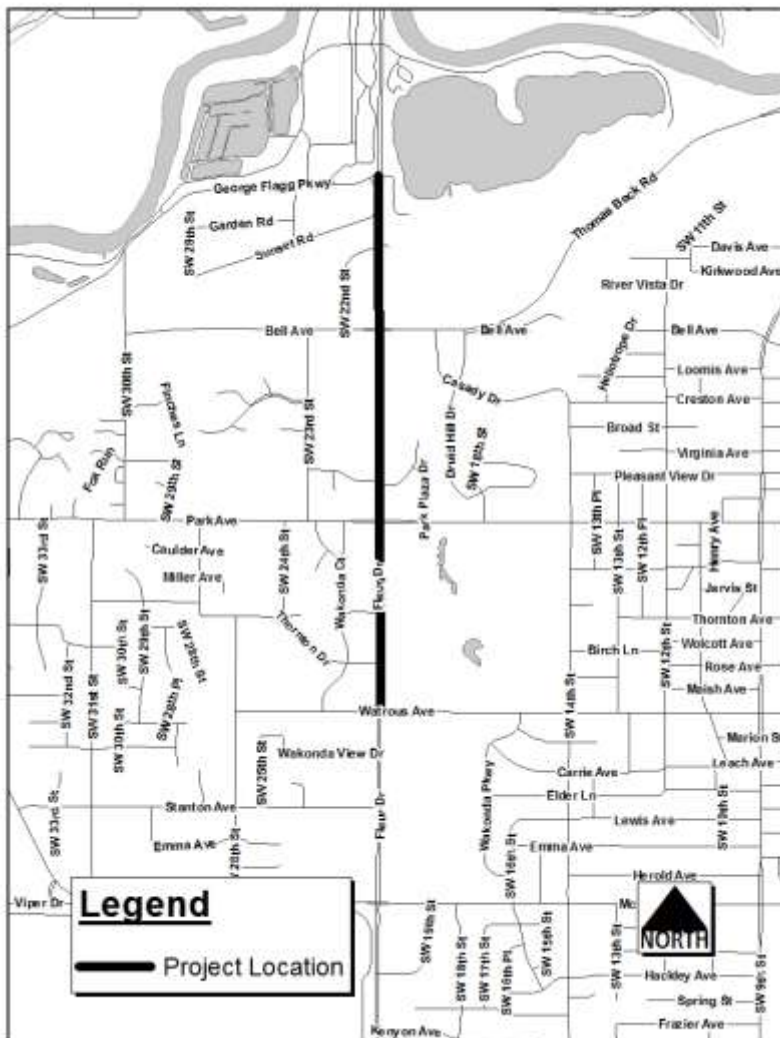 George Flagg Pkwy
SW 28th St
Garden Rd
Sunset Rd
SW 22nd St
Thomas Beck Rd
SW 11th St
Davis Ave
Kirkwood Ave
River Vista Dr
Bell Ave
Bell Ave
Bell Ave
Heliotrope Dr
SW 30th St
Loomis Ave
Casady Dr
Creston Ave
Finches Ln
SW 23rd St
Druid Hill Dr
SW 18th St
Broad St
Virginia Ave
Fox Run
SW 29th St
Park Plaza Dr
Pleasant View Dr
SW 13th Pl
SW 13th St
SW 12th Pl
Henry Ave
Park Ave
SW 33rd St
Caulder Ave
Miller Ave
SW 24th St
Wakonda Ct
Fleur Dr
Jarvis St
Thornton Ave
SW 30th St
SW 29th St
SW 28th St
Thornton Dr
Birch Ln
SW 12th St
Wolcott Ave
Rose Ave
Maish Ave
SW 32nd St
SW 31st St
SW 30th St
SW 28th Pl
SW 14th St
Watrous Ave
Marion St
SW 25th St
Wakonda View Dr
Wakonda Pkwy
Carrie Ave
Leach Ave
Elder Ln
SW 10th St
SW 33rd St
Stanton Ave
Fleur Dr
Lewis Ave
Emma Ave
SW 28th St
SW 16th St
Emma Ave
Herold Ave
Viper Dr
Legend
Project Location
Mc
NORTH
SW 19th St
SW 18th St
SW 17th St
SW 16th Pl
SW 15th St
SW 13th St
Hackley Ave
SW 9th St
Spring St
Kenyon Ave
Frazier Ave